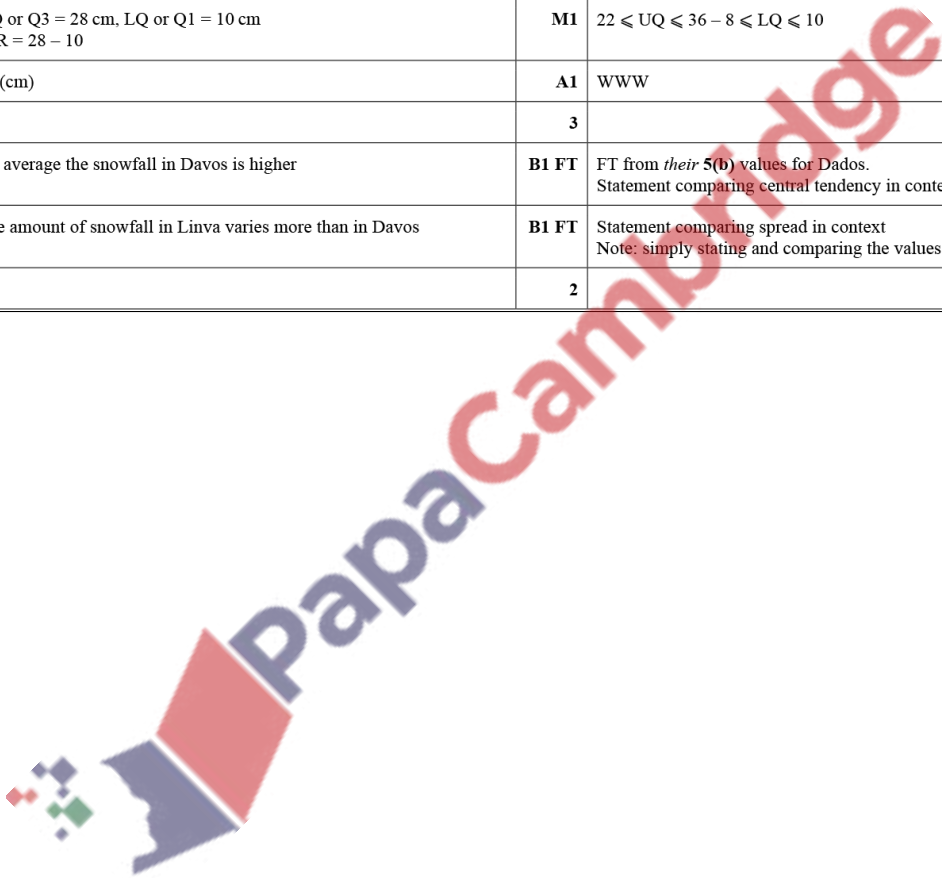 or Q3 = 28 cm, LQ or Q1 = 10 cm
= 28 – 10
M1
22 ⩽ UQ ⩽ 36 – 8 ⩽ LQ ⩽ 10
(cm)
A1
WWW
3
average the snowfall in Davos is higher
B1 FT
FT from their 5(b) values for Dados.
Statement comparing central tendency in conte
amount of snowfall in Linva varies more than in Davos
B1 FT
Statement comparing spread in context
Note: simply stating and comparing the values
2
PapaCambridge